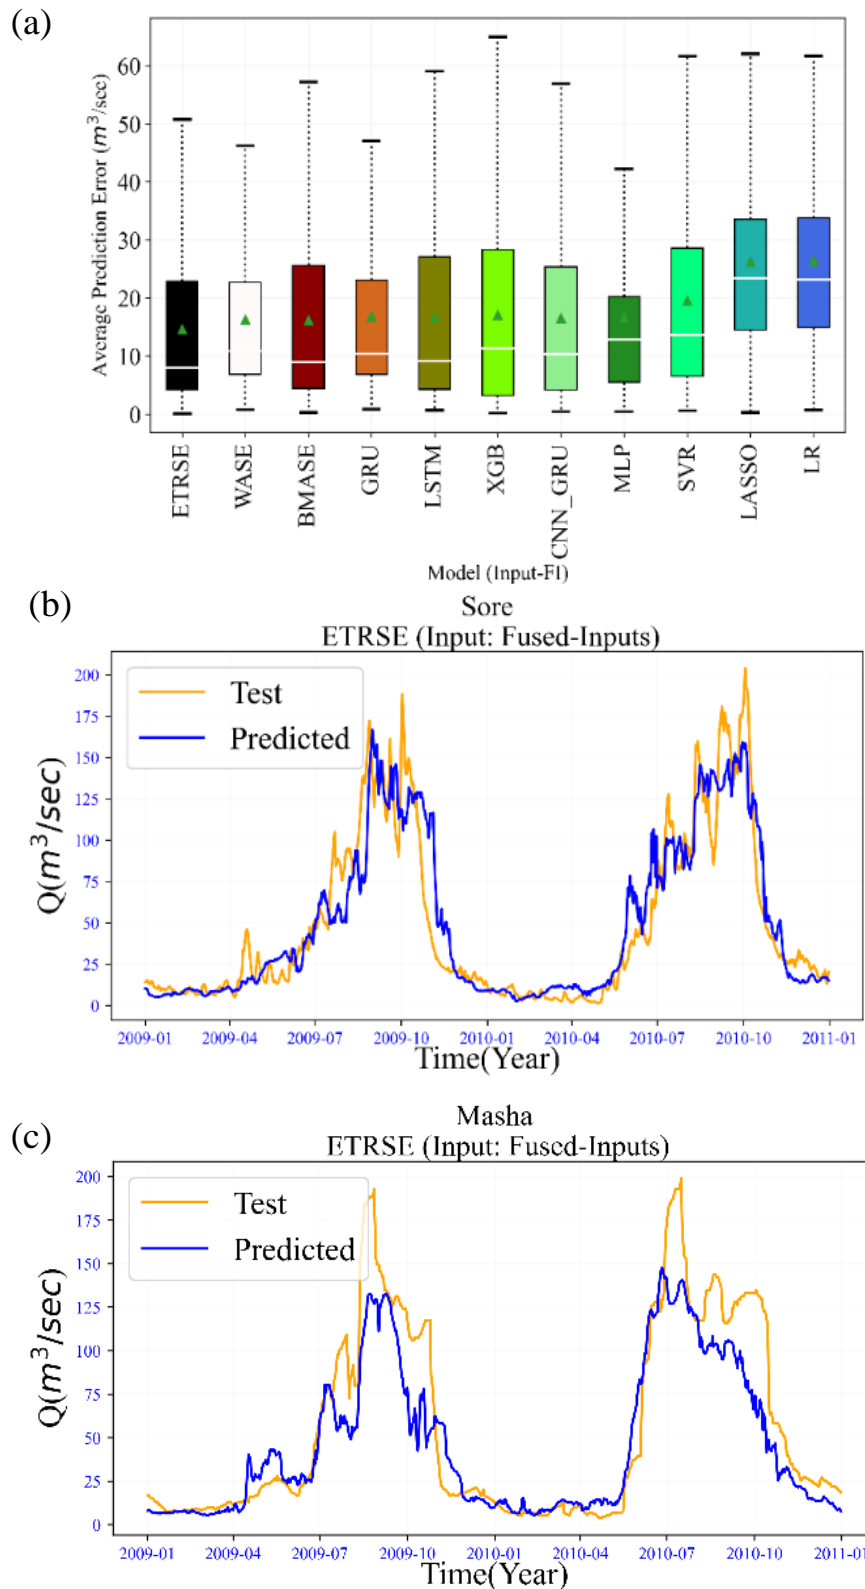 (a)
Average Prediction Error (m³/sec)
60
50
40
30
20
10
0
ETRSE
WASE
BMASE
GRU
LSTM
XGB
CNN_GRU
MLP
SVR
LASSO
LR
Model (Input-FI)
(b)
Sore
ETRSE (Input: Fused-Inputs)
Test
Predicted
Q(m³/sec)
200
175
150
125
100
75
50
25
0
2009-01 2009-04 2009-07 2009-10 2010-01 2010-04 2010-07 2010-10 2011-01
Time(Year)
(c)
Masha
ETRSE (Input: Fused-Inputs)
Test
Predicted
Q(m³/sec)
200
175
150
125
100
75
50
25
0
2009-01 2009-04 2009-07 2009-10 2010-01 2010-04 2010-07 2010-10 2011-01
Time(Year)